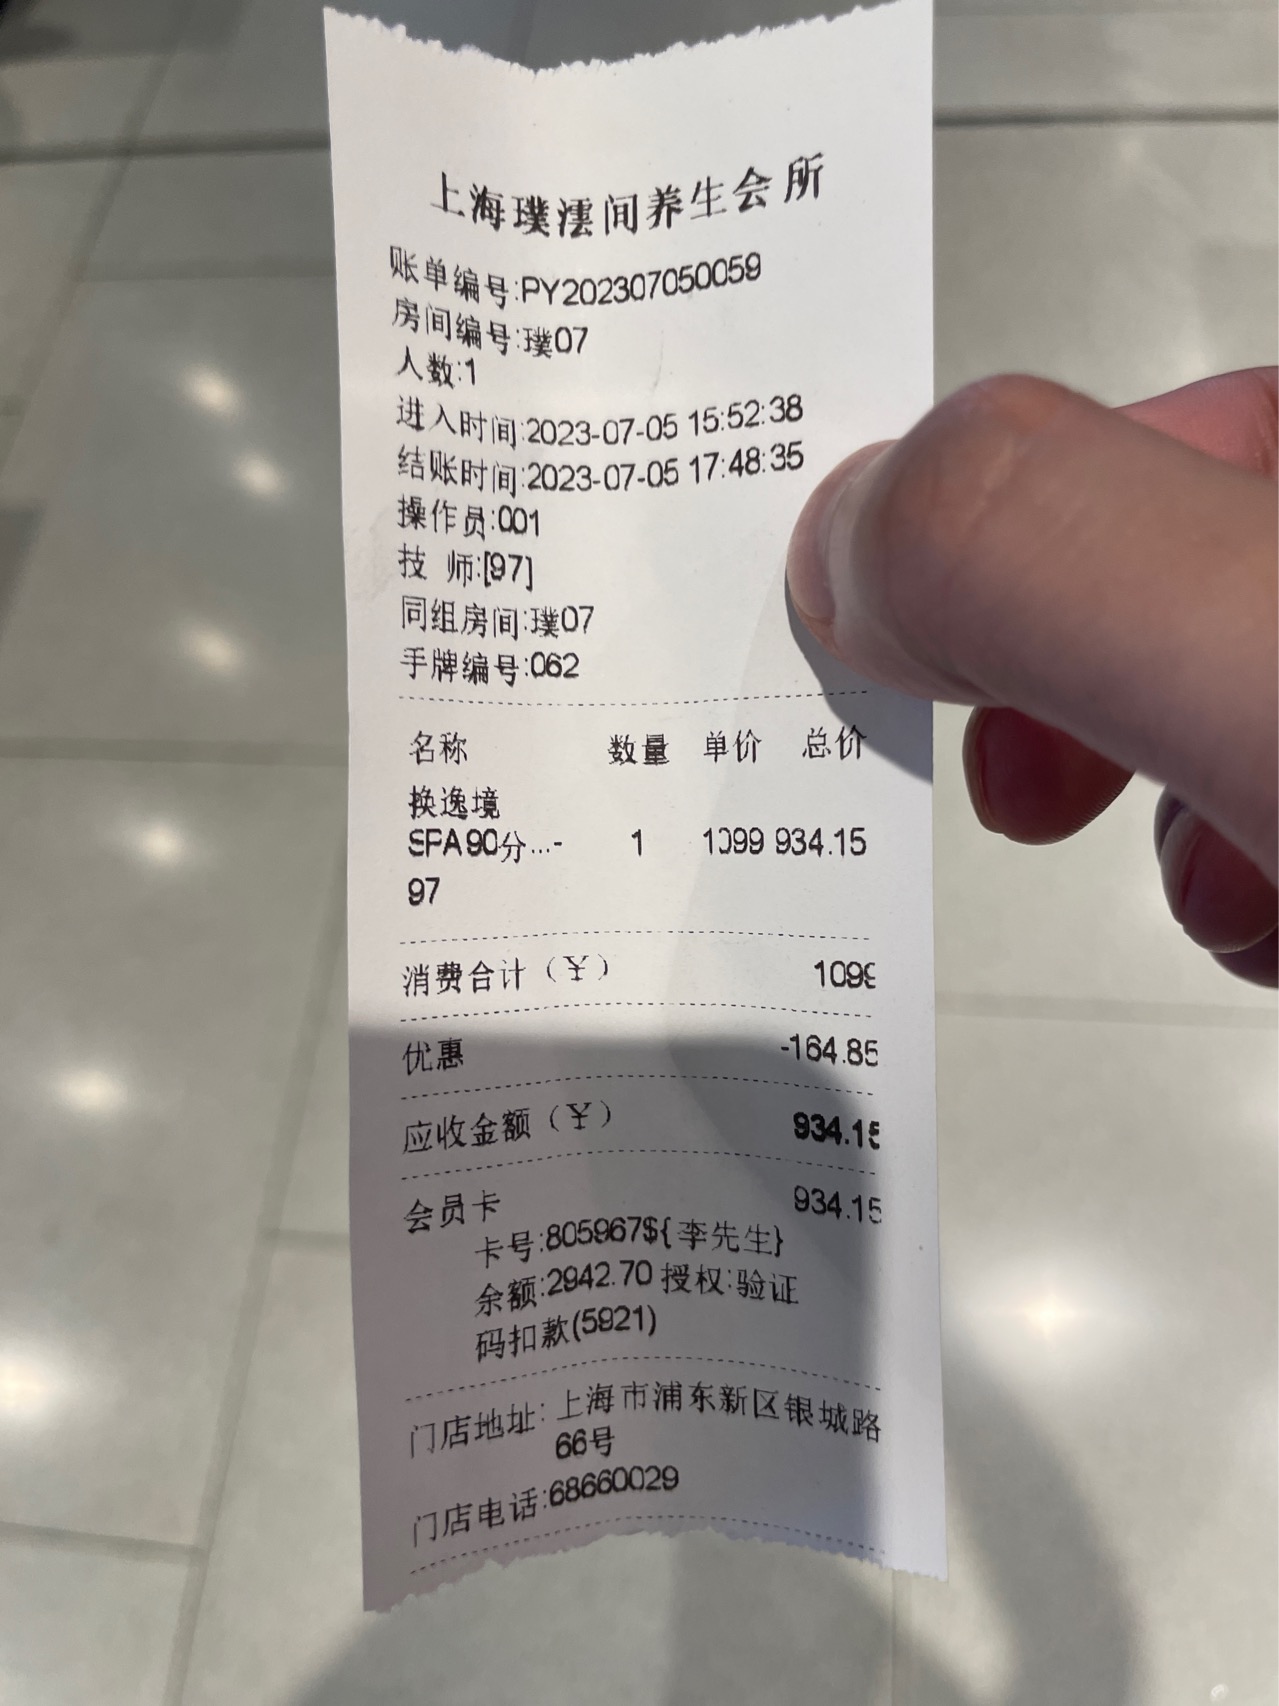 上海璞澐间养生会所
账单编号:PY202307050059
房间编号:璞07
人数:1
进入时间:2023-07-05 15:52:38
结账时间:2023-07-05 17:48:35
操作员:001
技 师:[97]
同组房间:璞07
手牌编号:062
名称 数量 单价 总价
换逸境
SPA90分...- 1 1099 934.15
97
消费合计（¥） 1099
优惠 -164.85
应收金额（¥） 934.15
会员卡 934.15
卡号:805967${李先生}
余额:2942.70 授权:验证
码扣款(5921)
门店地址: 上海市浦东新区银城路
66号
门店电话:68660029